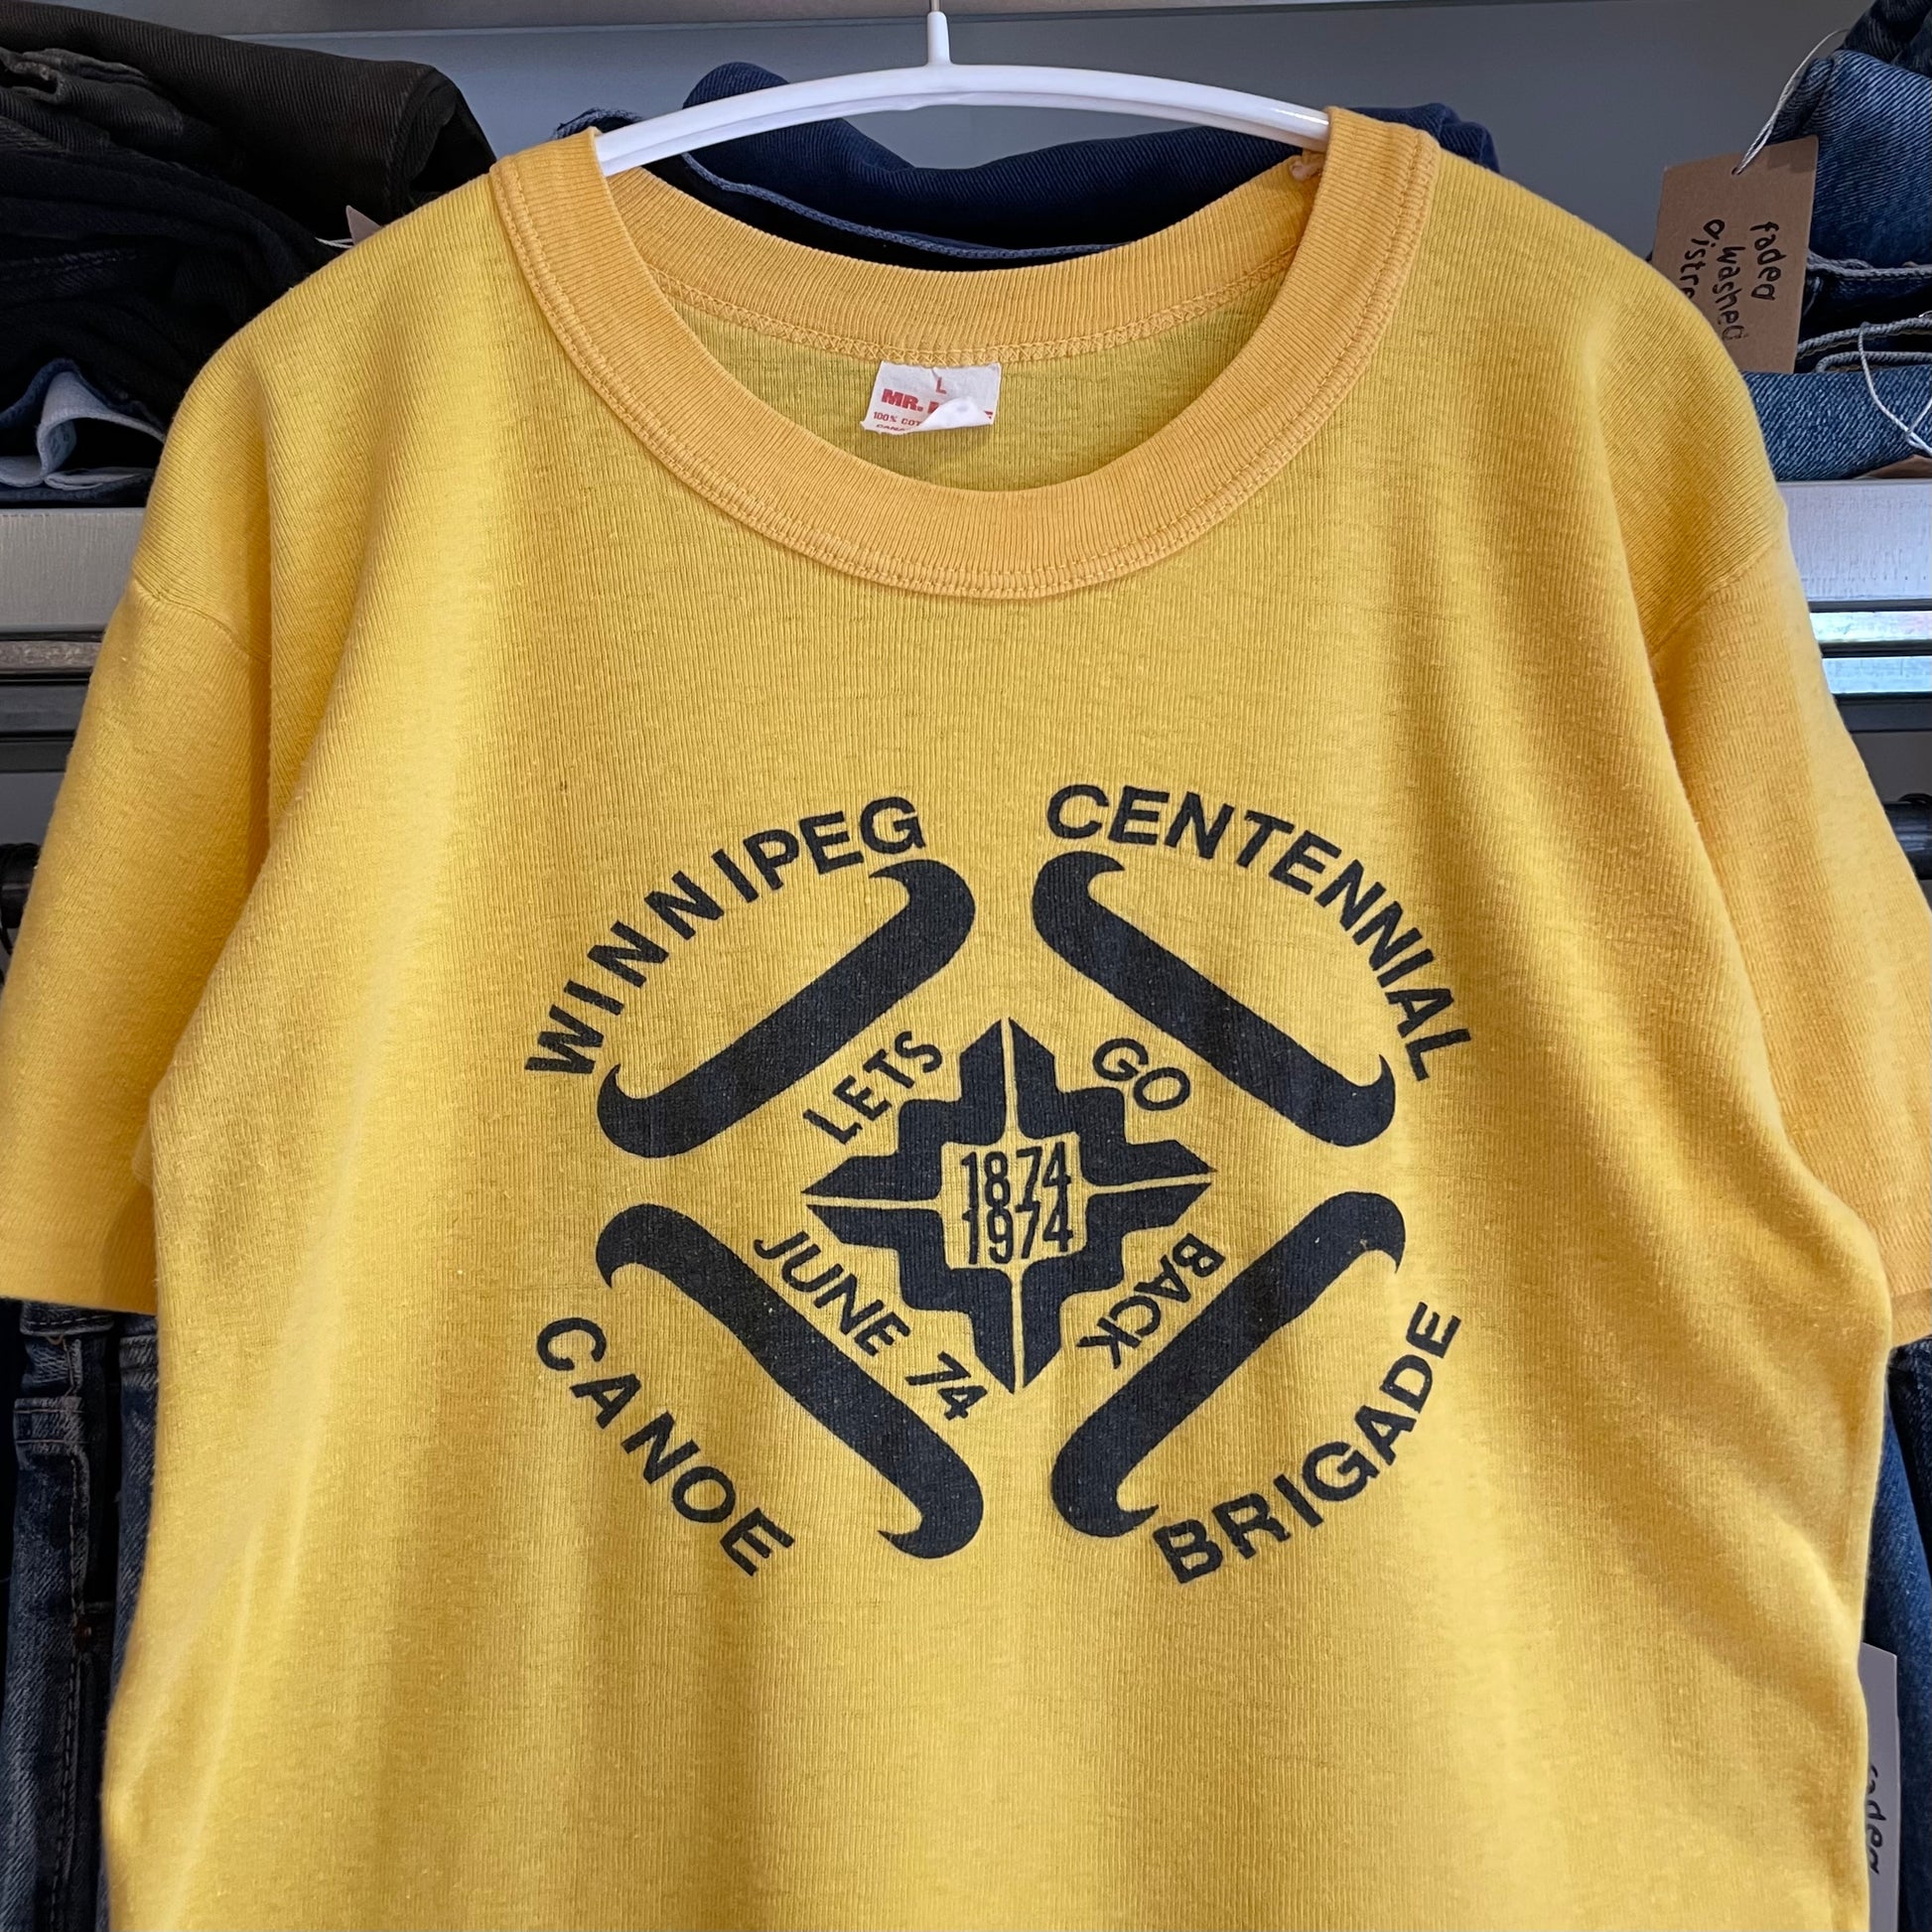 L
MR.
100% COT
WINNIPEG CENTENNIAL
LETS GO
1874
1974
JUNE 74 BACK
CANOE BRIGADE
faded
washed
distre